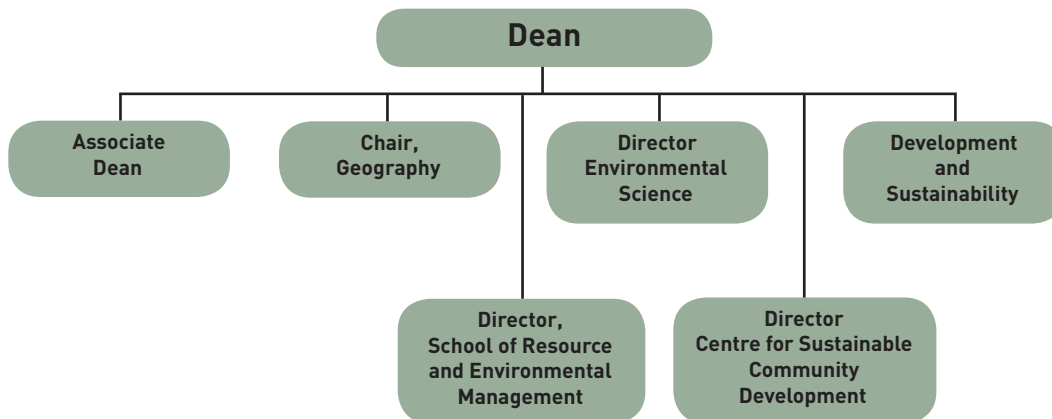 Dean
Associate
Dean
Chair,
Geography
Director
Environmental
Science
Development
and
Sustainability
Director,
School of Resource
and Environmental
Management
Director
Centre for Sustainable
Community
Development